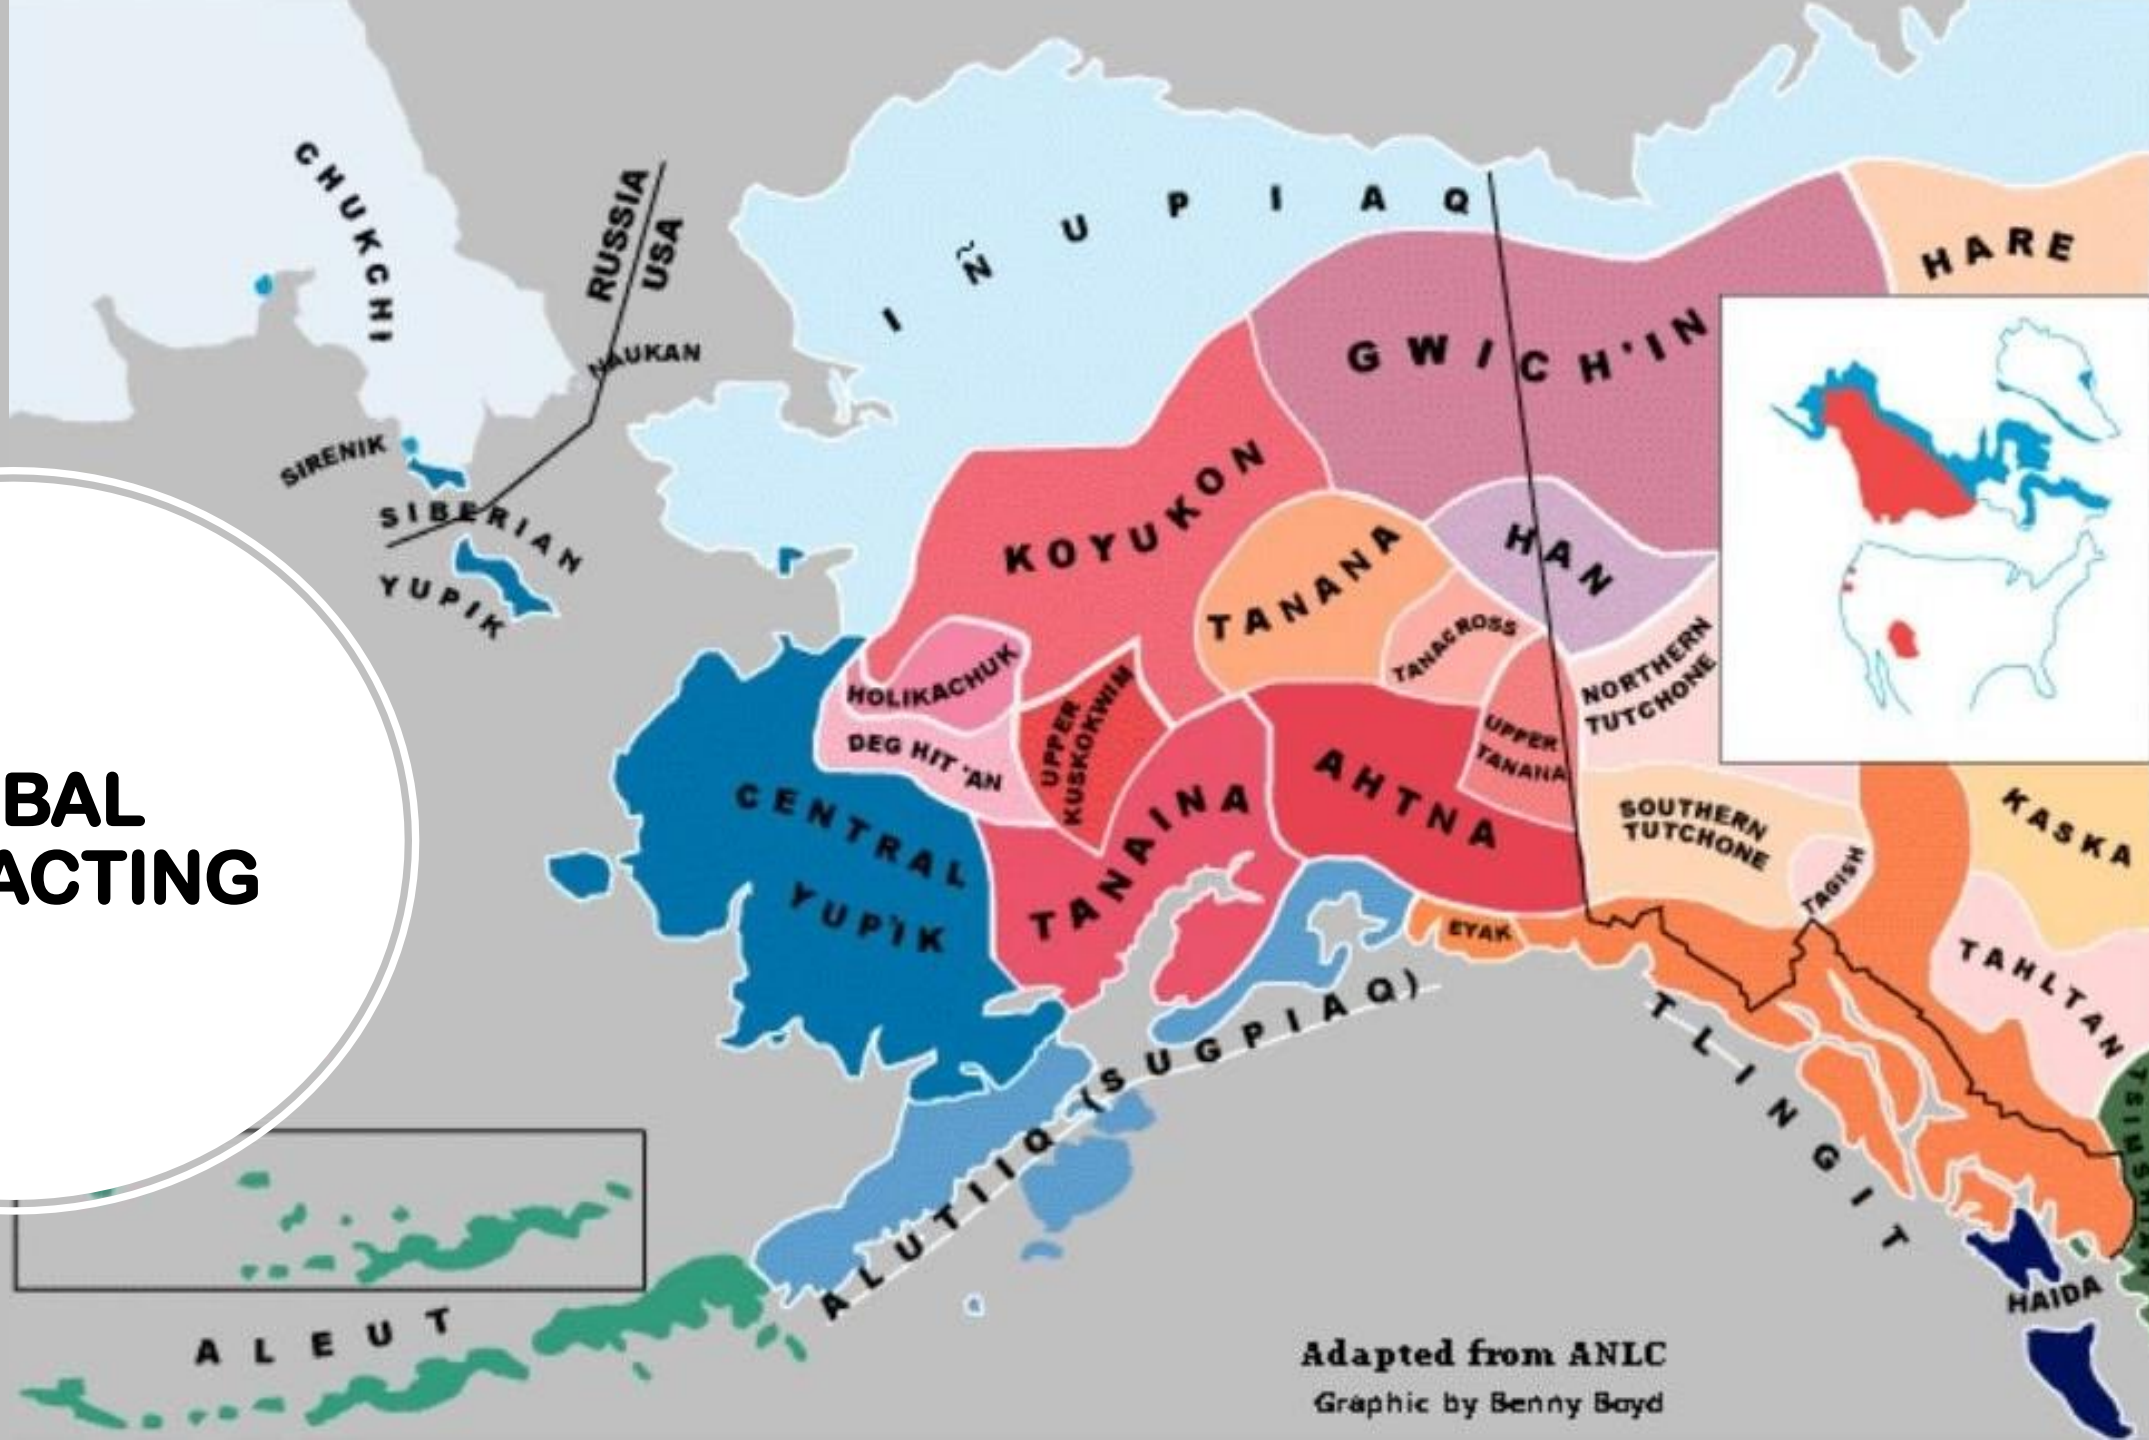 CHUKCHI
RUSSIA
USA
NAUKAN
SIRENIK
SIBERIAN
YUPIK
IÑUPIAQ
GWICH'IN
HARE
KOYUKON
TANANA
HAN
TANACROSS
NORTHERN
TUTCHONE
HOLIKACHUK
DEG HIT'AN
UPPER
KUSKOKWIM
UPPER
TANANA
CENTRAL
YUP'IK
TANAINA
AHTNA
SOUTHERN
TUTCHONE
TAGISH
KASKA
EYAK
TAHLTAN
TLINGIT
ALUTIIQ (SUGPIAQ)
ALEUT
HAIDA
BAL
ACTING
Adapted from ANLC
Graphic by Benny Boyd